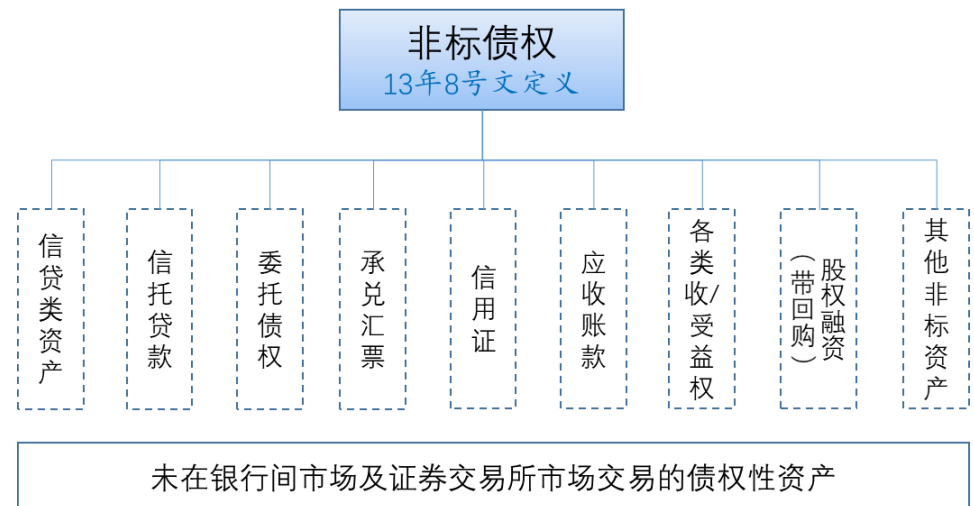 非标债权
13年8号文定义
信贷类资产
信托贷款
委托债权
承兑汇票
信用证
应收账款
各类收/受益权
股权融资
（带回购）
其他非标资产
未在银行间市场及证券交易所市场交易的债权性资产